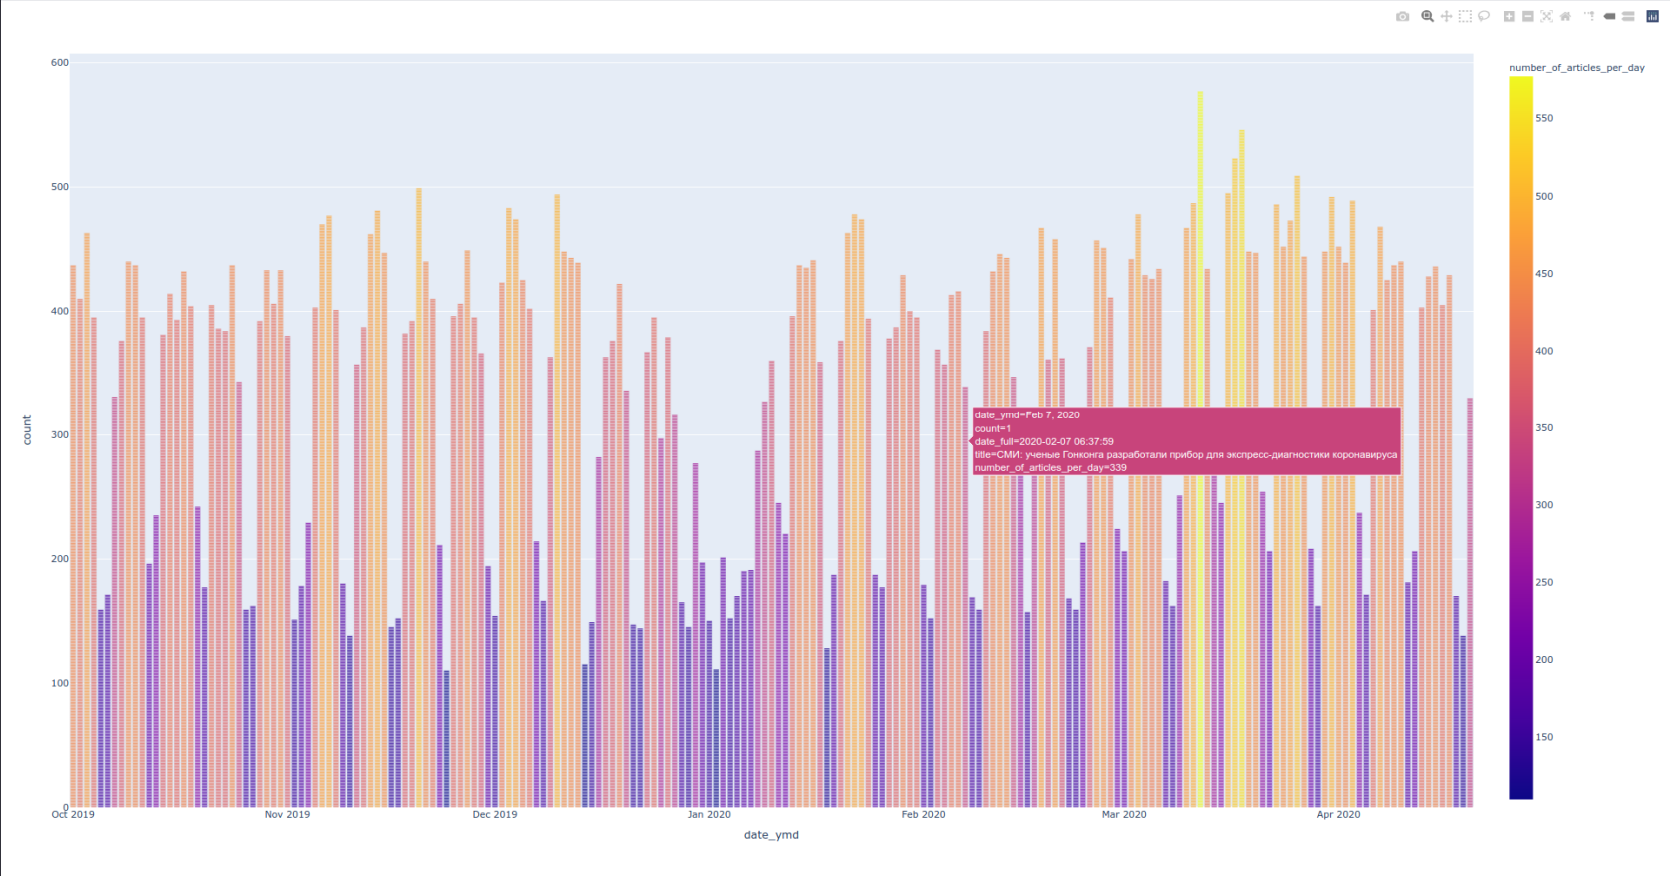 number_of_articles_per_day
600
500
400
300
200
100
0
count
550
500
450
400
350
300
250
200
150
date_ymd=Feb 7, 2020
count=1
date_full=2020-02-07 06:37:59
title=СМИ: ученые Гонконга разработали прибор для экспресс-диагностики коронавируса
number_of_articles_per_day=339
Oct 2019
Nov 2019
Dec 2019
Jan 2020
Feb 2020
Mar 2020
Apr 2020
date_ymd